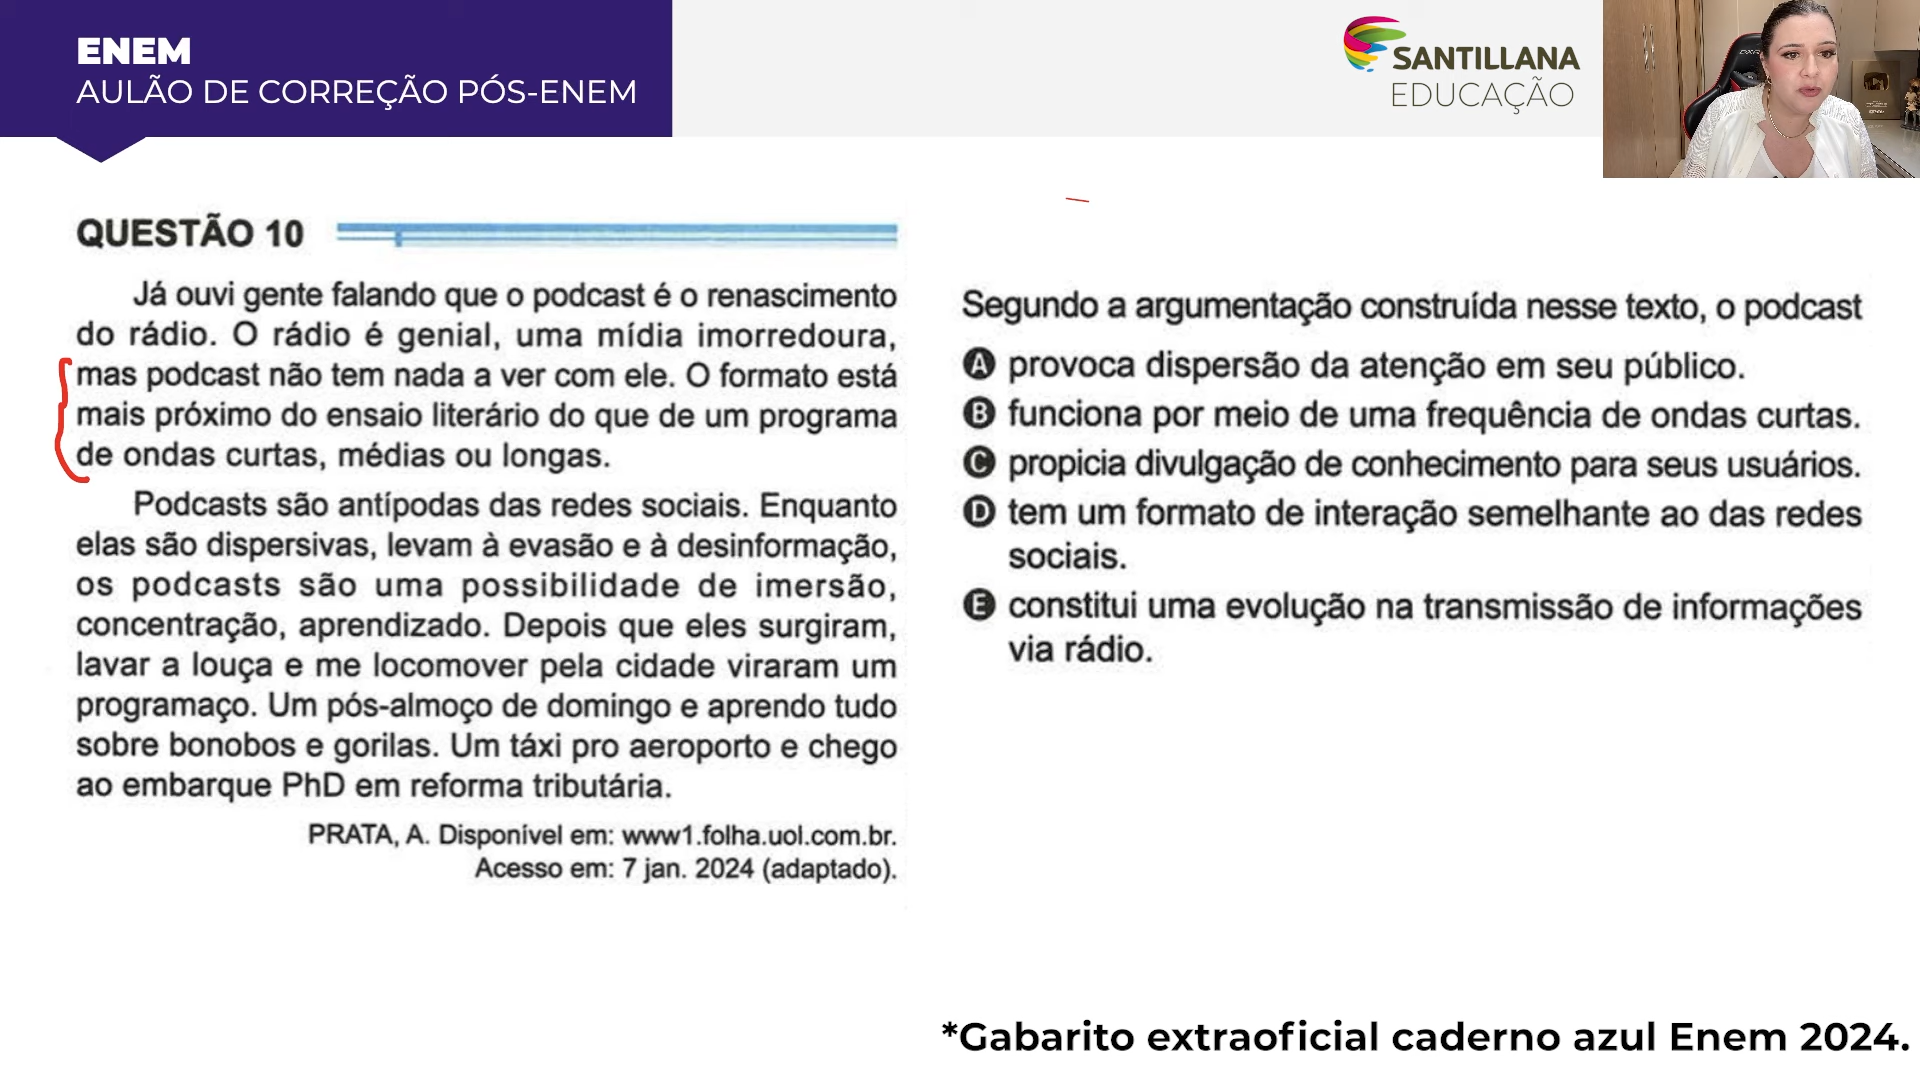 ENEM
AULÃO DE CORREÇÃO PÓS-ENEM
SANTILLANA
EDUCAÇÃO
QUESTÃO 10
Já ouvi gente falando que o podcast é o renascimento
do rádio. O rádio é genial, uma mídia imorredoura,
mas podcast não tem nada a ver com ele. O formato está
mais próximo do ensaio literário do que de um programa
de ondas curtas, médias ou longas.
Podcasts são antípodas das redes sociais. Enquanto
elas são dispersivas, levam à evasão e à desinformação,
os podcasts são uma possibilidade de imersão,
concentração, aprendizado. Depois que eles surgiram,
lavar a louça e me locomover pela cidade viraram um
programaço. Um pós-almoço de domingo e aprendo tudo
sobre bonobos e gorilas. Um táxi pro aeroporto e chego
ao embarque PhD em reforma tributária.
PRATA, A. Disponível em: www1.folha.uol.com.br.
Acesso em: 7 jan. 2024 (adaptado).
Segundo a argumentação construída nesse texto, o podcast
A provoca dispersão da atenção em seu público.
B funciona por meio de uma frequência de ondas curtas.
C propicia divulgação de conhecimento para seus usuários.
D tem um formato de interação semelhante ao das redes
sociais.
E constitui uma evolução na transmissão de informações
via rádio.
*Gabarito extraoficial caderno azul Enem 2024.